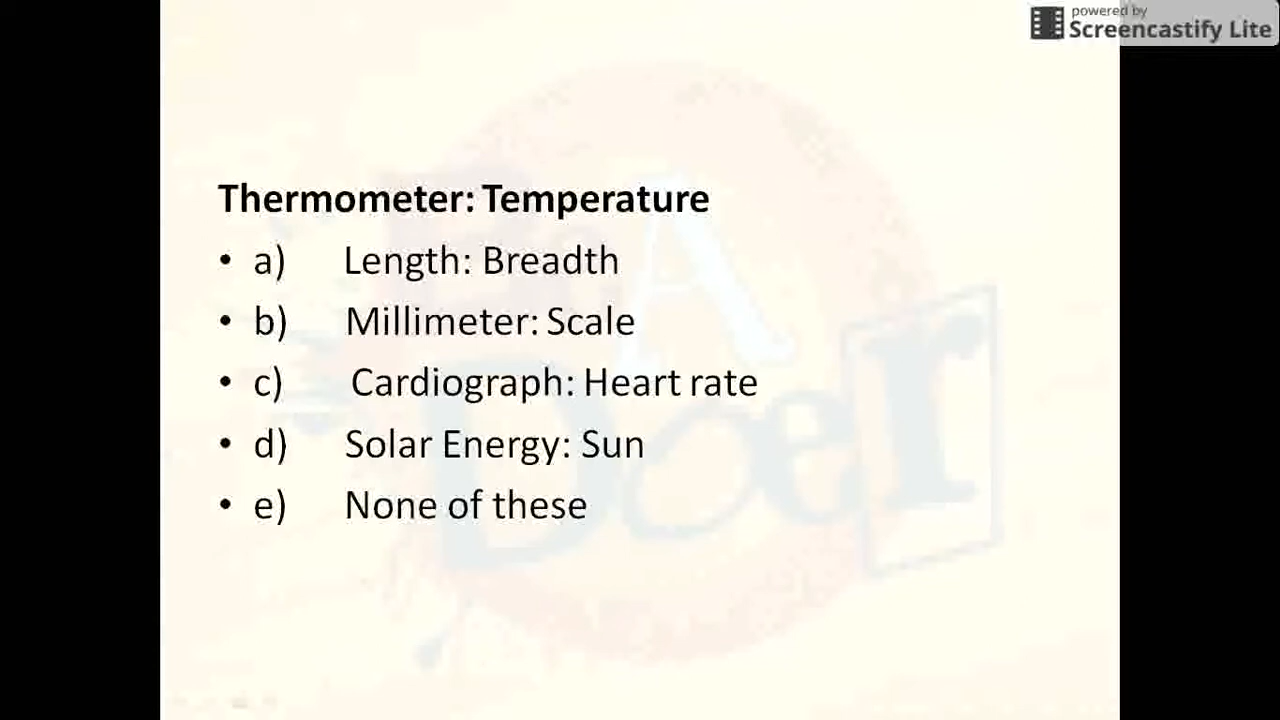 powered by
Screencastify Lite
Thermometer: Temperature
• a) Length: Breadth
• b) Millimeter: Scale
• c) Cardiograph: Heart rate
• d) Solar Energy: Sun
• e) None of these